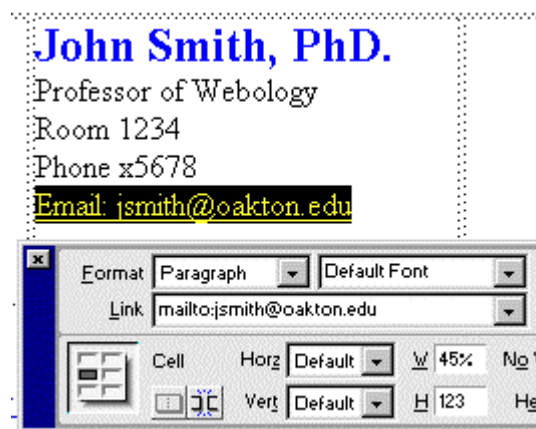 John Smith, PhD.
Professor of Webology
Room 1234
Phone x5678
Email: jsmith@oakton.edu
Format Paragraph Default Font
Link mailto:jsmith@oakton.edu
Cell Horz Default W 45% No
Vert Default H 123 He